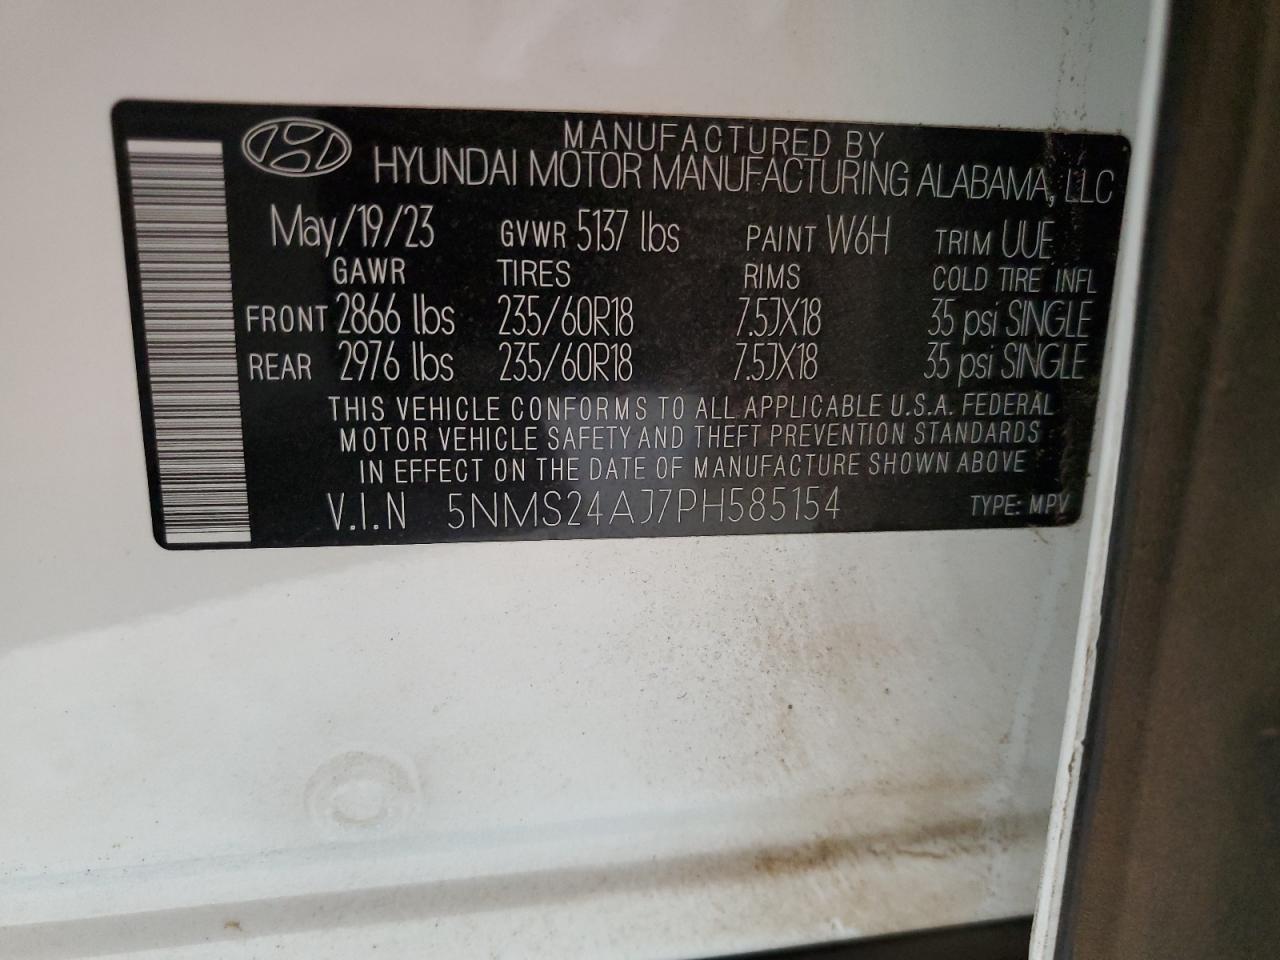 MANUFACTURED BY
HYUNDAI MOTOR MANUFACTURING ALABAMA, LLC
May/19/23 GVWR 5137 lbs PAINT W6H TRIM UUE
GAWR TIRES RIMS COLD TIRE INFL
FRONT 2866 lbs 235/60R18 7.5JX18 35 psi SINGLE
REAR 2976 lbs 235/60R18 7.5JX18 35 psi SINGLE
THIS VEHICLE CONFORMS TO ALL APPLICABLE U.S.A. FEDERAL
MOTOR VEHICLE SAFETY AND THEFT PREVENTION STANDARDS
IN EFFECT ON THE DATE OF MANUFACTURE SHOWN ABOVE
V.I.N 5NMS24AJ7PH585154 TYPE: MPV